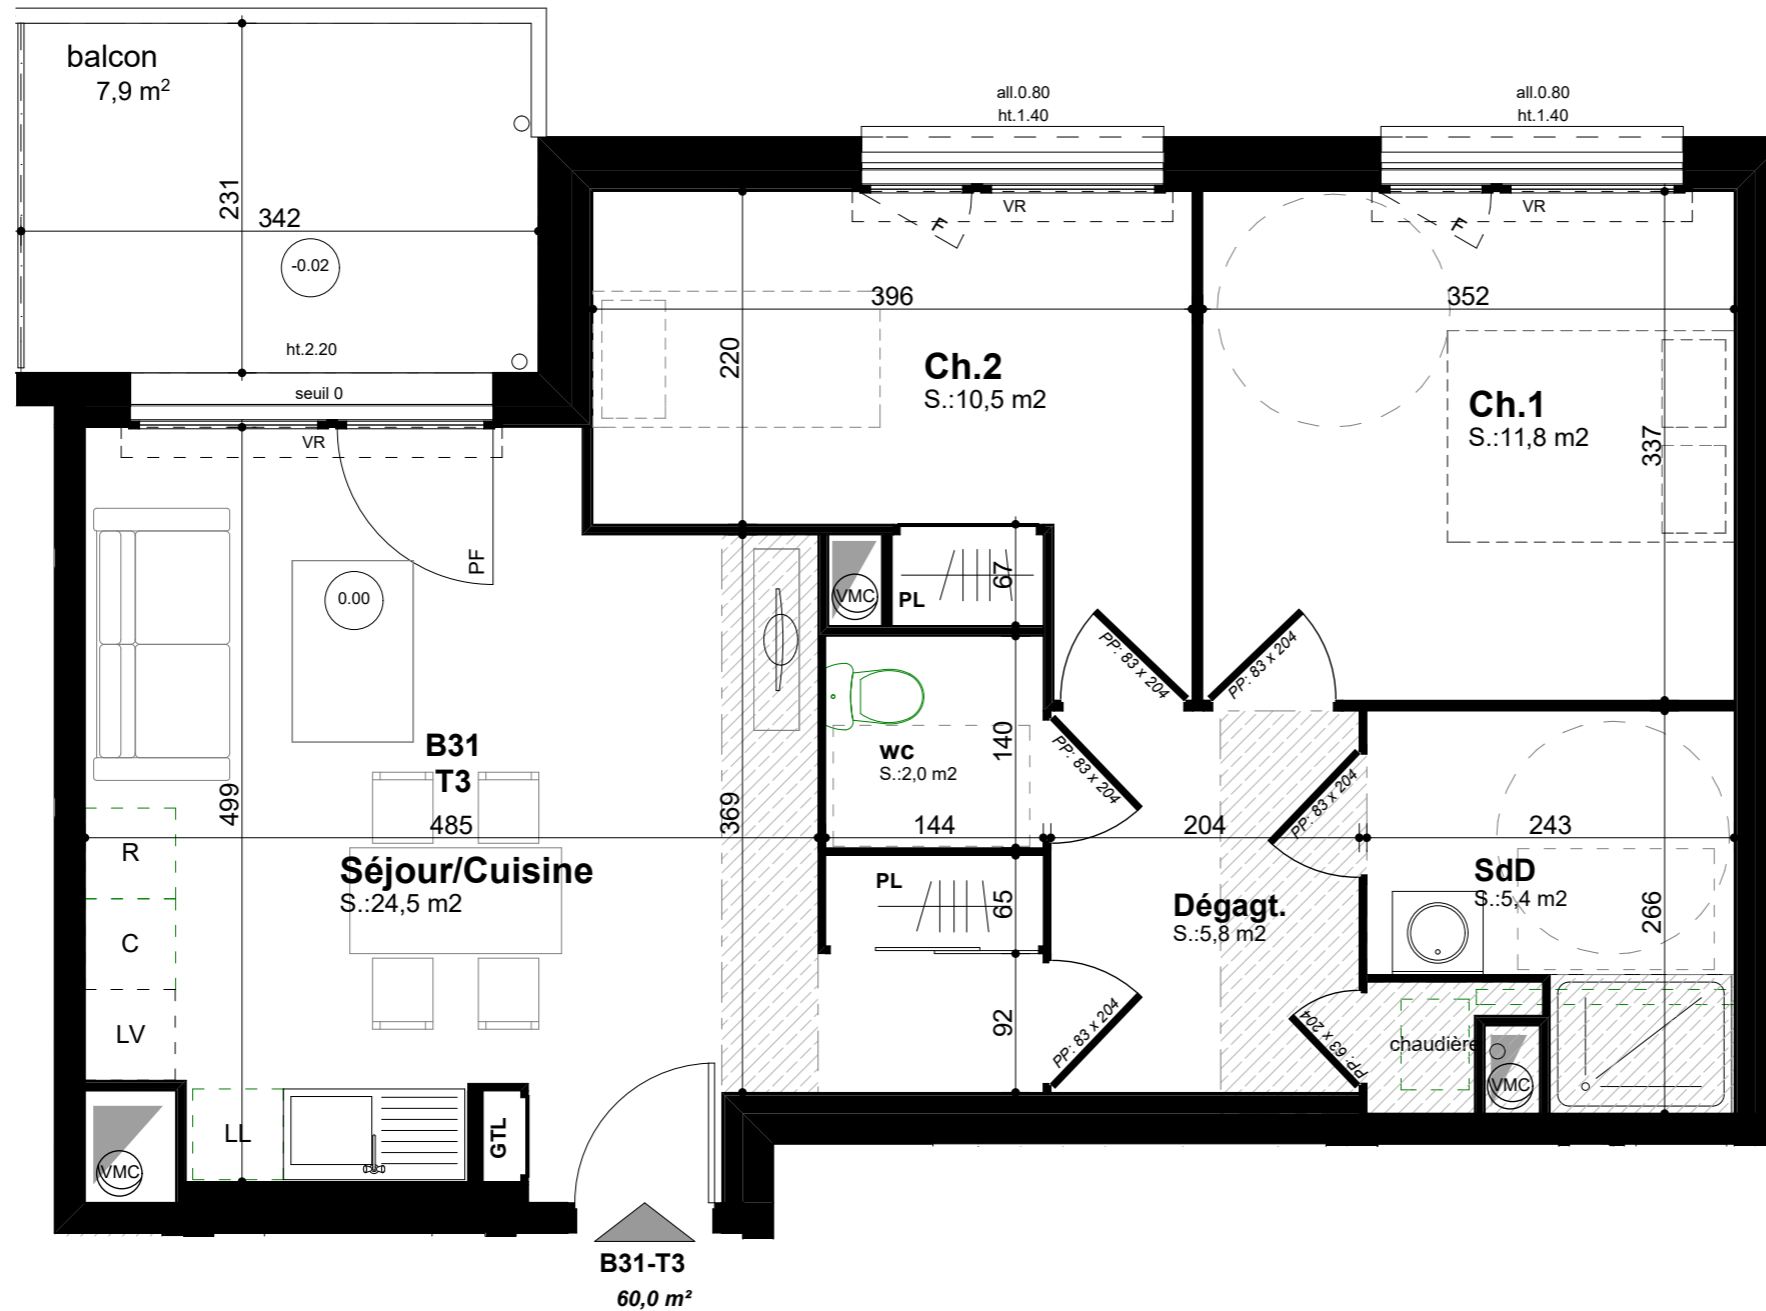 balcon
7,9 m²
all.0.80
ht.1.40
all.0.80
ht.1.40
231
342
-0.02
ht.2.20
seuil 0
VR
VR
F
VR
F
396
352
220
Ch.2
S.:10,5 m2
Ch.1
S.:11,8 m2
337
PF
0.00
VMC
PL
67
PP: 83 x 204
PP: 83 x 204
B31
T3
wc
S.:2,0 m2
140
PP: 83 x 204
PP: 83 x 204
499
485
369
144
204
243
R
Séjour/Cuisine
S.:24,5 m2
PL
65
Dégagt.
S.:5,8 m2
SdD
S.:5,4 m2
266
C
LV
92
PP: 83 x 204
PP: 63 x 204
chaudière
VMC
LL
GTL
VMC
B31-T3
60,0 m²